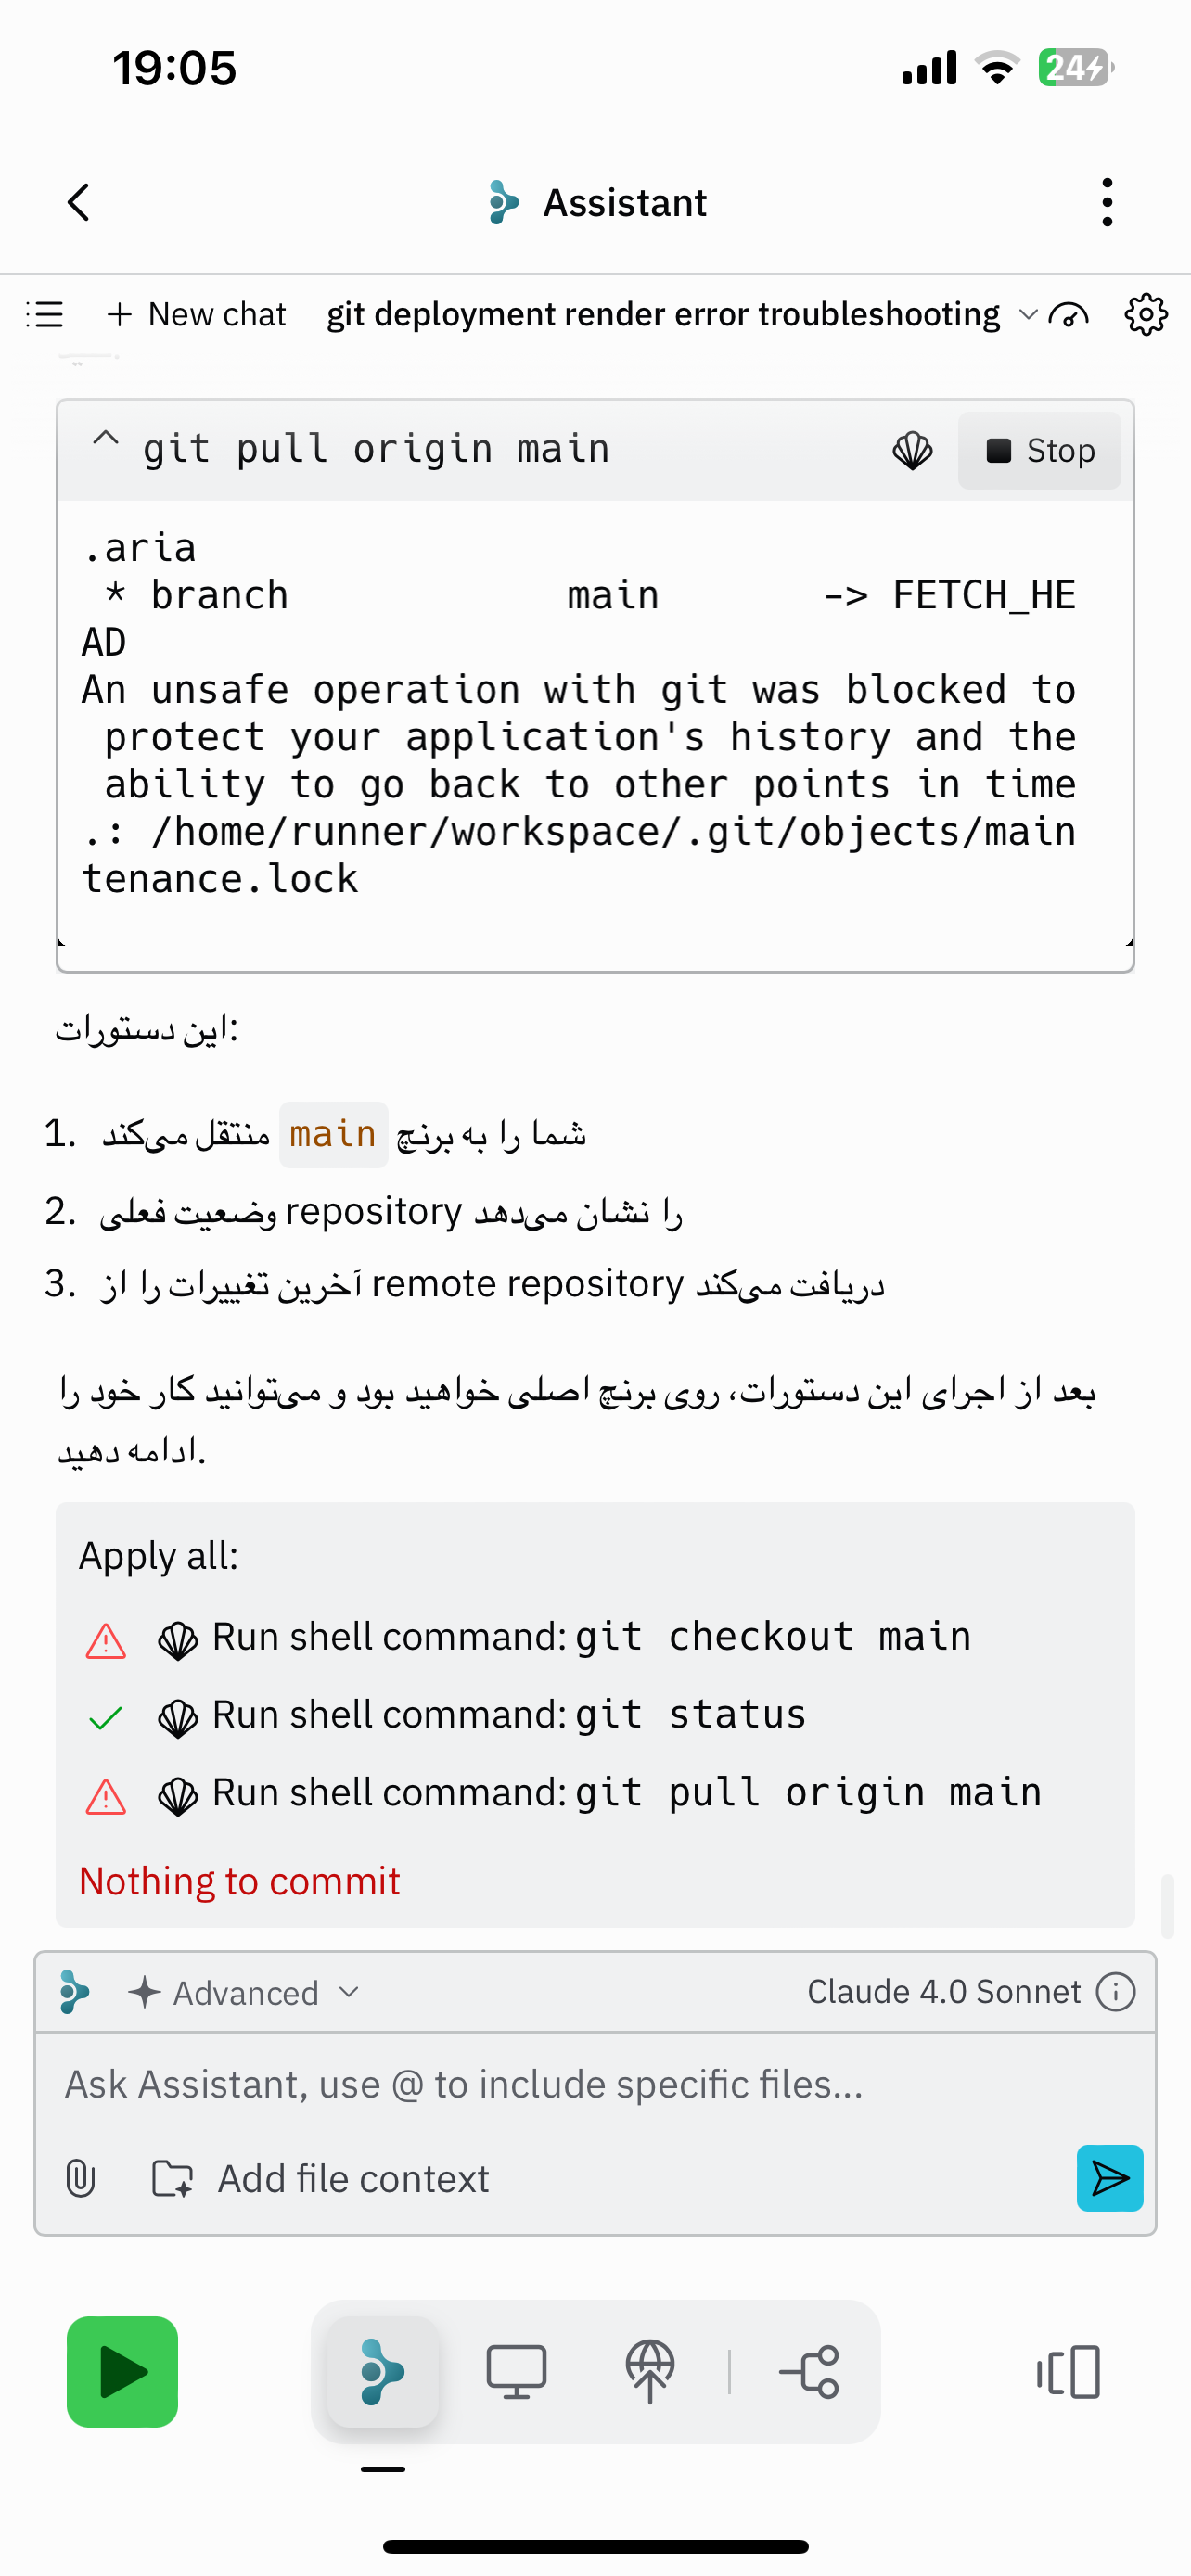 19:05
24
Assistant
New chat
git deployment render error troubleshooting
git pull origin main
Stop
.aria
* branch main -> FETCH_HE
AD
An unsafe operation with git was blocked to
protect your application's history and the
ability to go back to other points in time
.: /home/runner/workspace/.git/objects/main
tenance.lock
این دستورات:
1. شما را به برنچ main منتقل می‌کند
2. وضعیت فعلی repository را نشان می‌دهد
3. آخرین تغییرات را از remote repository دریافت می‌کند
بعد از اجرای این دستورات، روی برنچ اصلی خواهید بود و می‌توانید کار خود را
ادامه دهید.
Apply all:
Run shell command: git checkout main
Run shell command: git status
Run shell command: git pull origin main
Nothing to commit
Advanced
Claude 4.0 Sonnet
Ask Assistant, use @ to include specific files...
Add file context